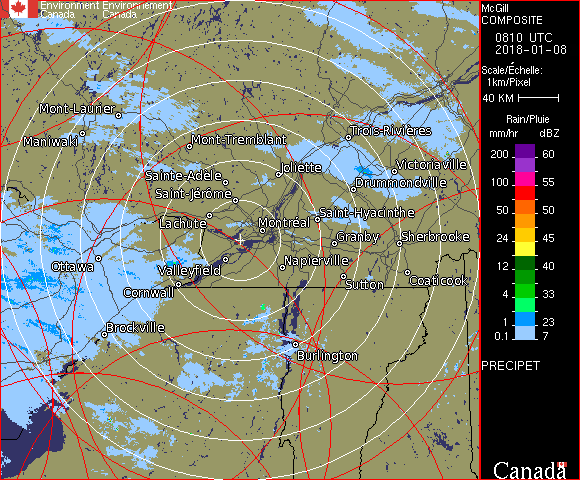 Environment Environnement
Canada Canada
Mont-Laurier
Maniwaki
Mont-Tremblant
Trois-Rivières
Joliette
Victoriaville
Sainte-Adèle
Drummondville
Saint-Jérôme
Lachute
Saint-Hyacinthe
Montréal
Granby
Sherbrooke
Ottawa
Valleyfield
Napierville
Cornwall
Sutton
Coaticook
Brockville
Burlington
McGill
COMPOSITE
0810 UTC
2018-01-08
Scale/Échelle:
1km/Pixel
40 KM
Rain/Pluie
mm/hr dBZ
200 60
100 55
50 50
24 45
12 40
8 33
4 30
1 23
0.1 7
PRECIPET
Canada